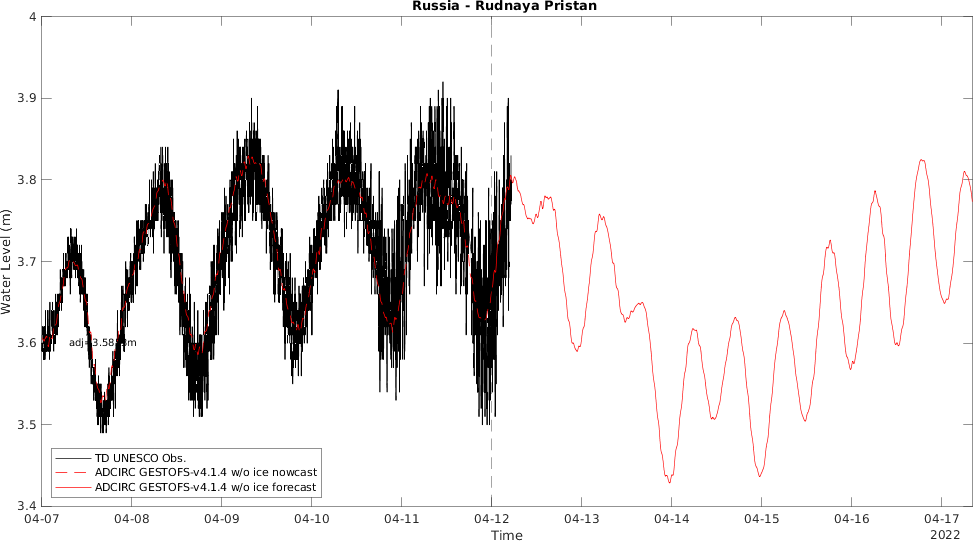 Russia - Rudnaya Pristan
4
3.9
3.8
3.7
3.6
3.5
3.4
Water Level (m)
TD UNESCO Obs.
ADCIRC GESTOFS-v4.1.4 w/o ice nowcast
ADCIRC GESTOFS-v4.1.4 w/o ice forecast
04-07 04-08 04-09 04-10 04-11 04-12 04-13 04-14 04-15 04-16 04-17
Time
2022